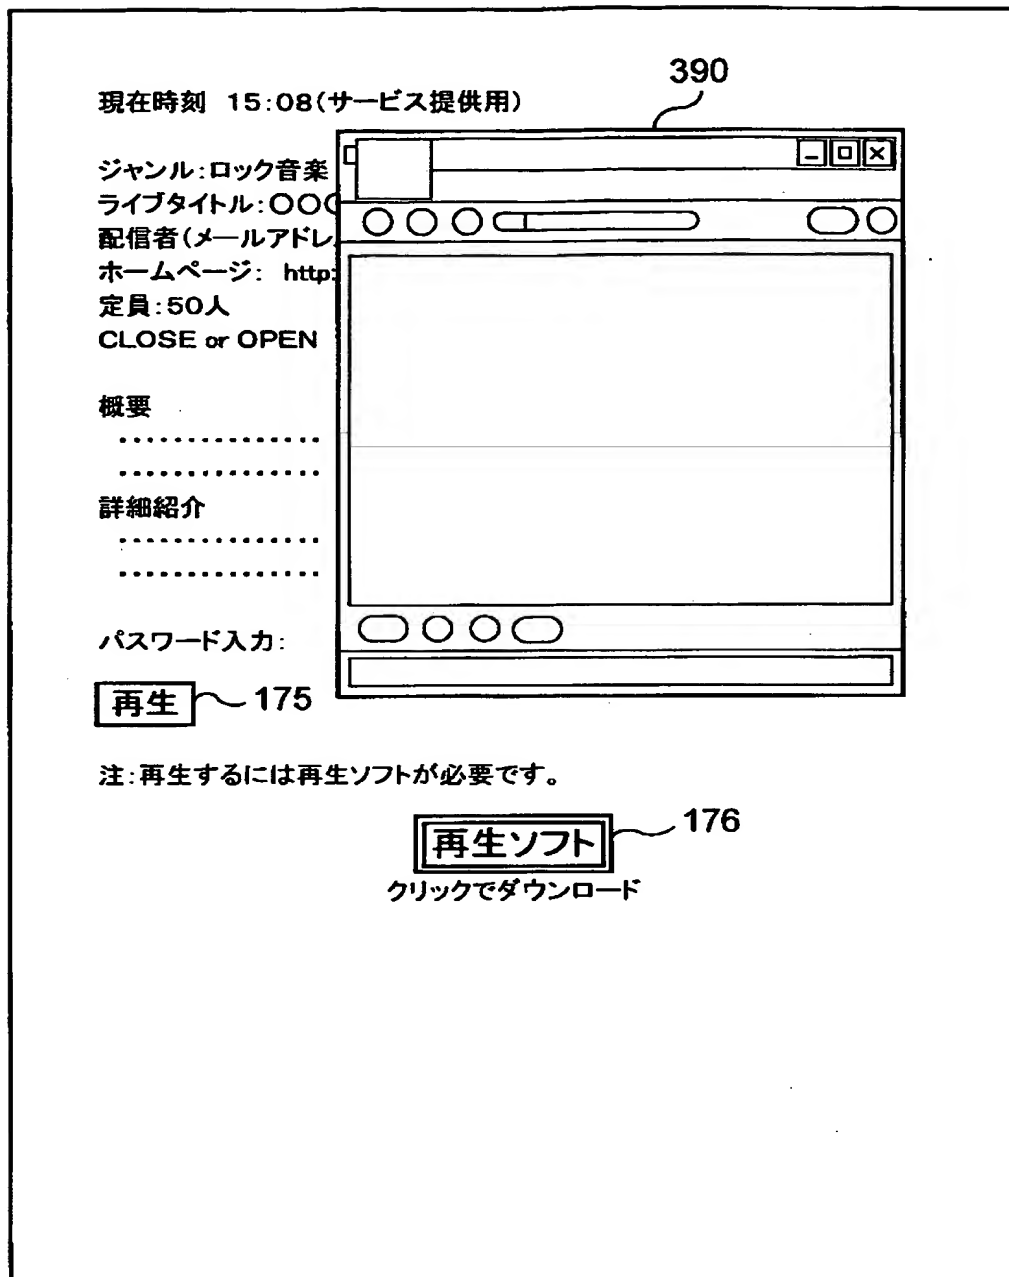 390
現在時刻 15:08(サービス提供用)
ジャンル:ロック音楽
ライブタイトル:〇〇〇
配信者(メールアドレ
ホームページ: http:
定員:50人
CLOSE or OPEN
概要
・・・・・・・・・・・・・・・
・・・・・・・・・・・・・・・
詳細紹介
・・・・・・・・・・・・・・・
・・・・・・・・・・・・・・・
パスワード入力:
再生 175
注:再生するには再生ソフトが必要です。
再生ソフト 176
クリックでダウンロード